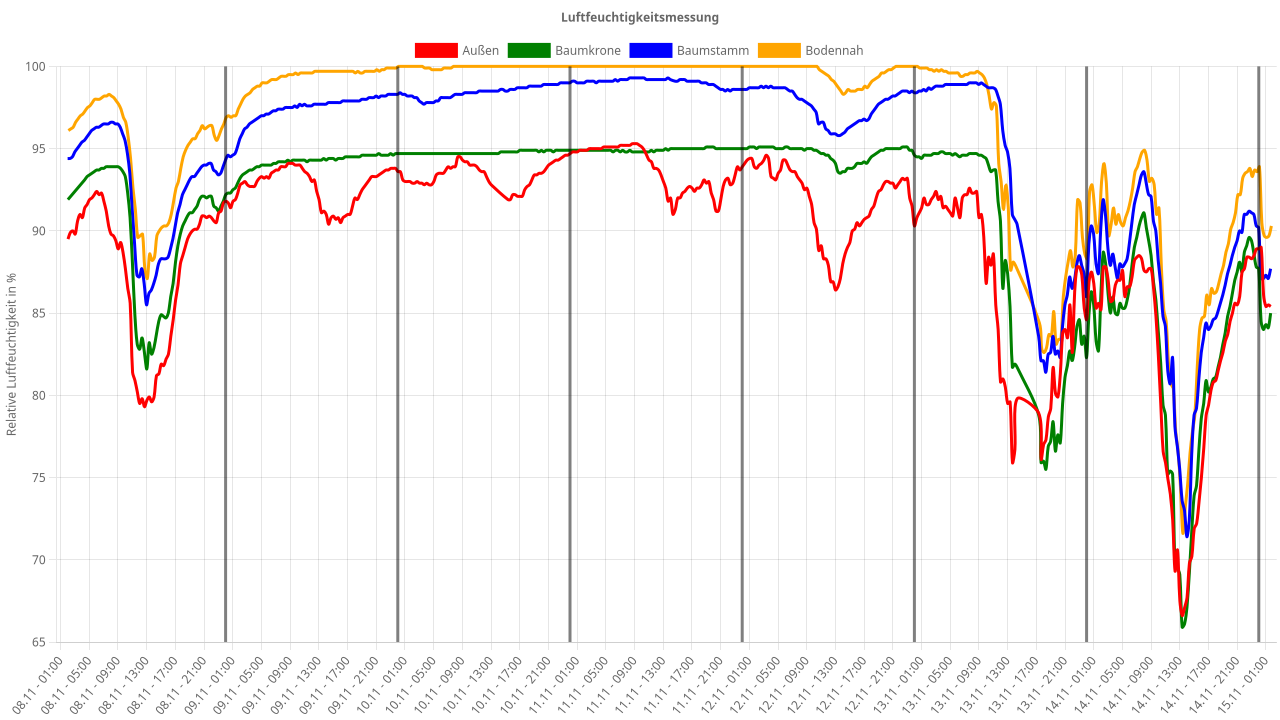 Luftfeuchtigkeitsmessung
Außen Baumkrone Baumstamm Bodennah
Relative Luftfeuchtigkeit in %
100
95
90
85
80
75
70
65
08.11 - 01:00
08.11 - 05:00
08.11 - 09:00
08.11 - 13:00
08.11 - 17:00
08.11 - 21:00
09.11 - 01:00
09.11 - 05:00
09.11 - 09:00
09.11 - 13:00
09.11 - 17:00
09.11 - 21:00
10.11 - 01:00
10.11 - 05:00
10.11 - 09:00
10.11 - 13:00
10.11 - 17:00
10.11 - 21:00
11.11 - 01:00
11.11 - 05:00
11.11 - 09:00
11.11 - 13:00
11.11 - 17:00
11.11 - 21:00
12.11 - 01:00
12.11 - 05:00
12.11 - 09:00
12.11 - 13:00
12.11 - 17:00
12.11 - 21:00
13.11 - 01:00
13.11 - 05:00
13.11 - 09:00
13.11 - 13:00
13.11 - 17:00
13.11 - 21:00
14.11 - 01:00
14.11 - 05:00
14.11 - 09:00
14.11 - 13:00
14.11 - 17:00
14.11 - 21:00
15.11 - 01:00